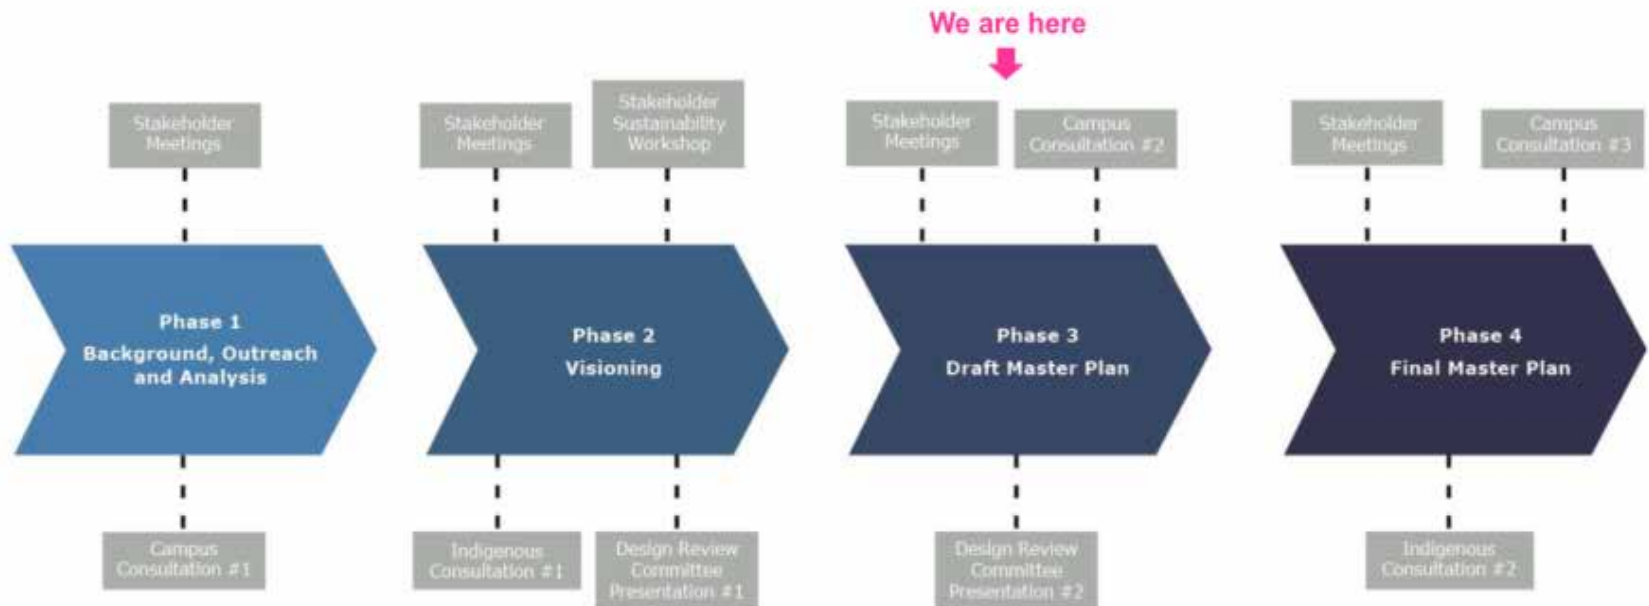 We are here
Stakeholder
Meetings
Stakeholder
Meetings
Stakeholder
Sustainability
Workshop
Stakeholder
Meetings
Campus
Consultation #2
Stakeholder
Meetings
Campus
Consultation #3
Phase 1
Background, Outreach
and Analysis
Phase 2
Visioning
Phase 3
Draft Master Plan
Phase 4
Final Master Plan
Campus
Consultation #1
Indigenous
Consultation #1
Design Review
Committee
Presentation #1
Design Review
Committee
Presentation #2
Indigenous
Consultation #2